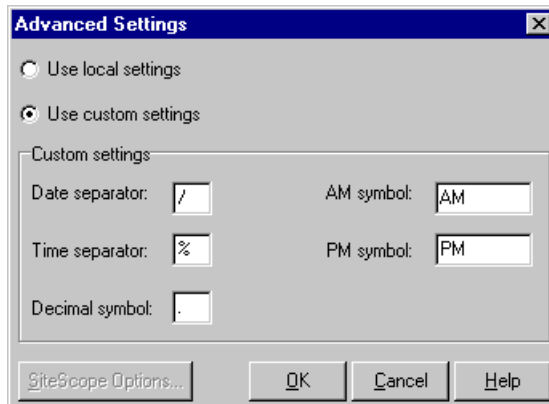 Advanced Settings
Use local settings
Use custom settings
Custom settings
Date separator: / AM symbol: AM
Time separator: % PM symbol: PM
Decimal symbol: .
SiteScope Options... OK Cancel Help